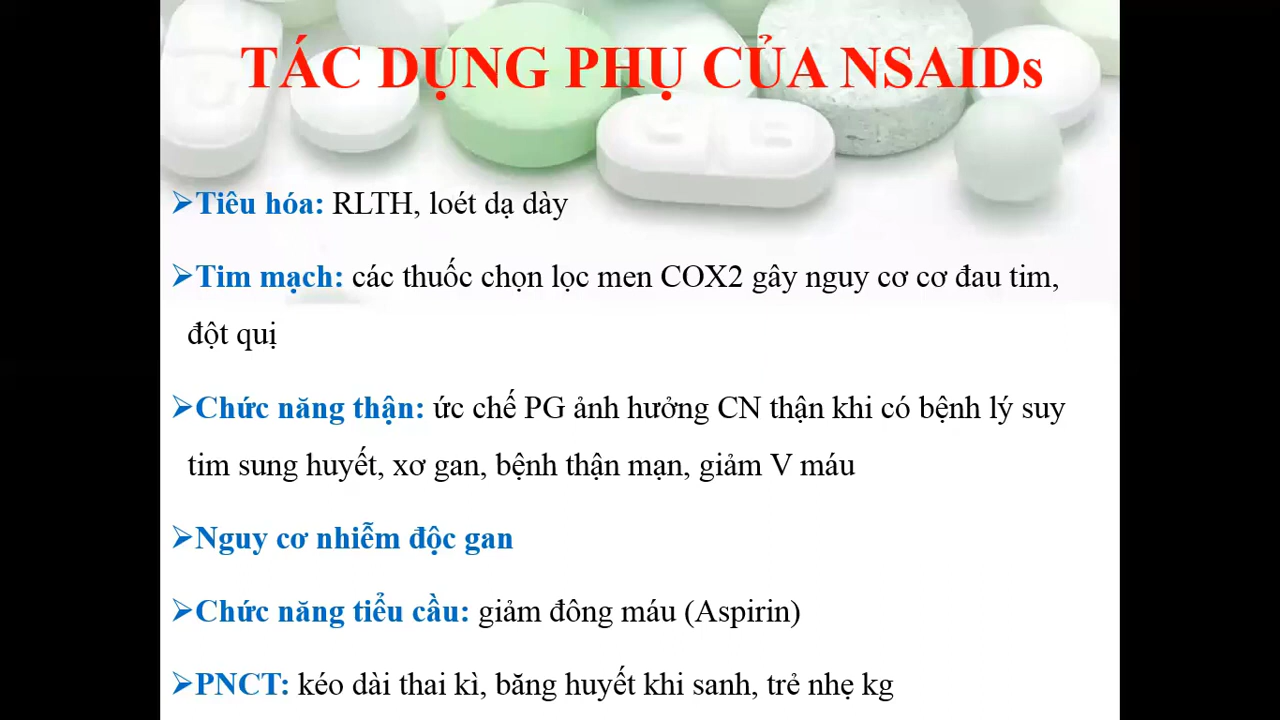 TÁC DỤNG PHỤ CỦA NSAIDs
➢Tiêu hóa: RLTH, loét dạ dày
➢Tim mạch: các thuốc chọn lọc men COX2 gây nguy cơ cơ đau tim,
đột quị
➢Chức năng thận: ức chế PG ảnh hưởng CN thận khi có bệnh lý suy
tim sung huyết, xơ gan, bệnh thận mạn, giảm V máu
➢Nguy cơ nhiễm độc gan
➢Chức năng tiểu cầu: giảm đông máu (Aspirin)
➢PNCT: kéo dài thai kì, băng huyết khi sanh, trẻ nhẹ kg